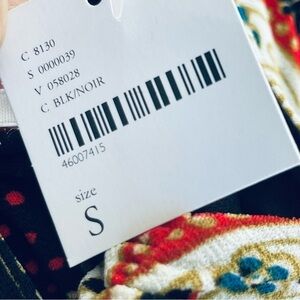 C 8130
S 0000039
V 058028
C. BLK/NOIR
46007415
size
S